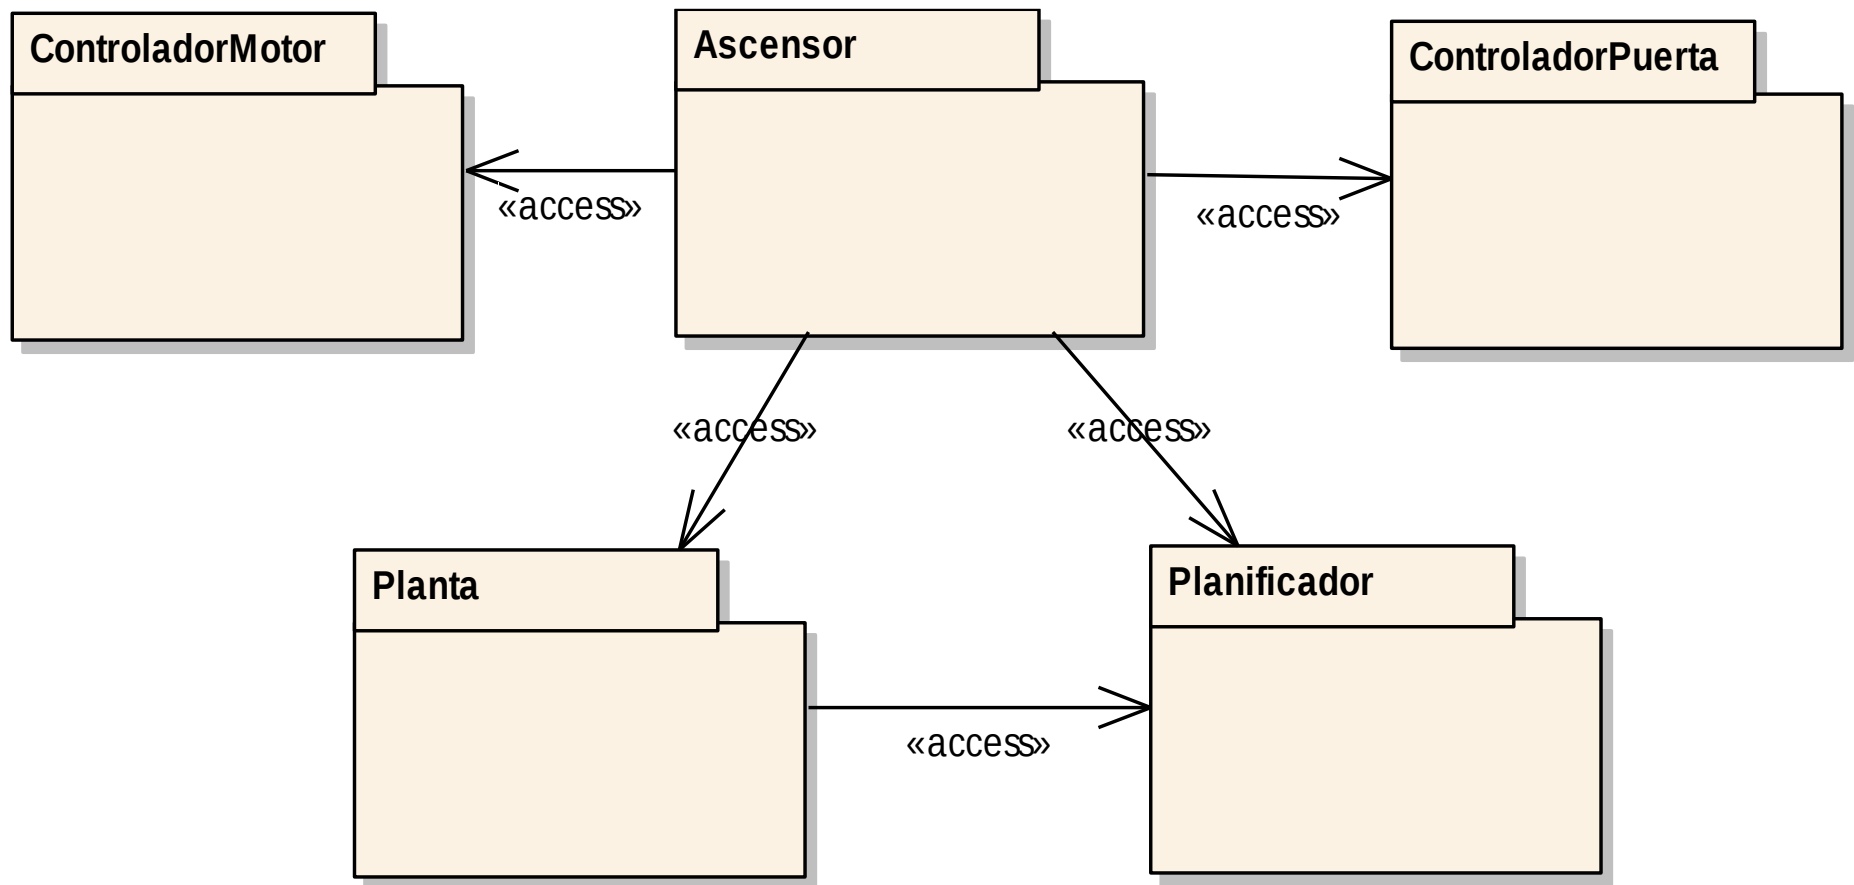 ControladorMotor
Ascensor
ControladorPuerta
«access»
«access»
«access»
«access»
Planta
Planificador
«access»